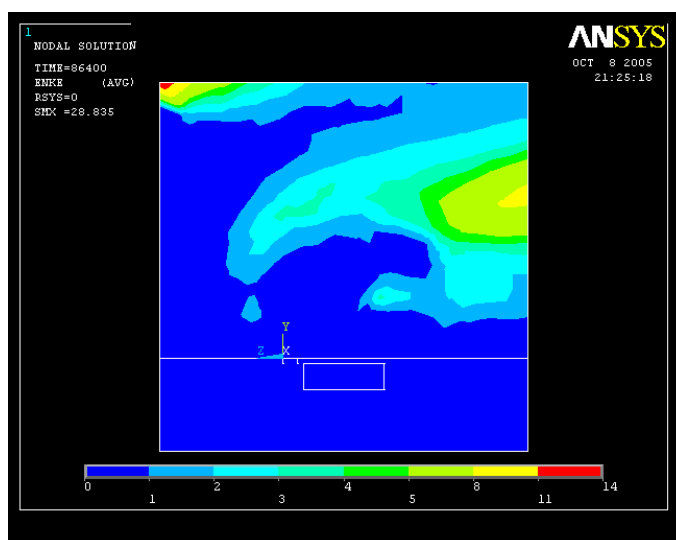 1
NODAL SOLUTION
TIME=86400
ENKE (AVG)
RSYS=0
SMX =28.835
ANSYS
OCT 8 2005
21:25:18
Y
Z X
0 2 4 8 14
1 3 5 11